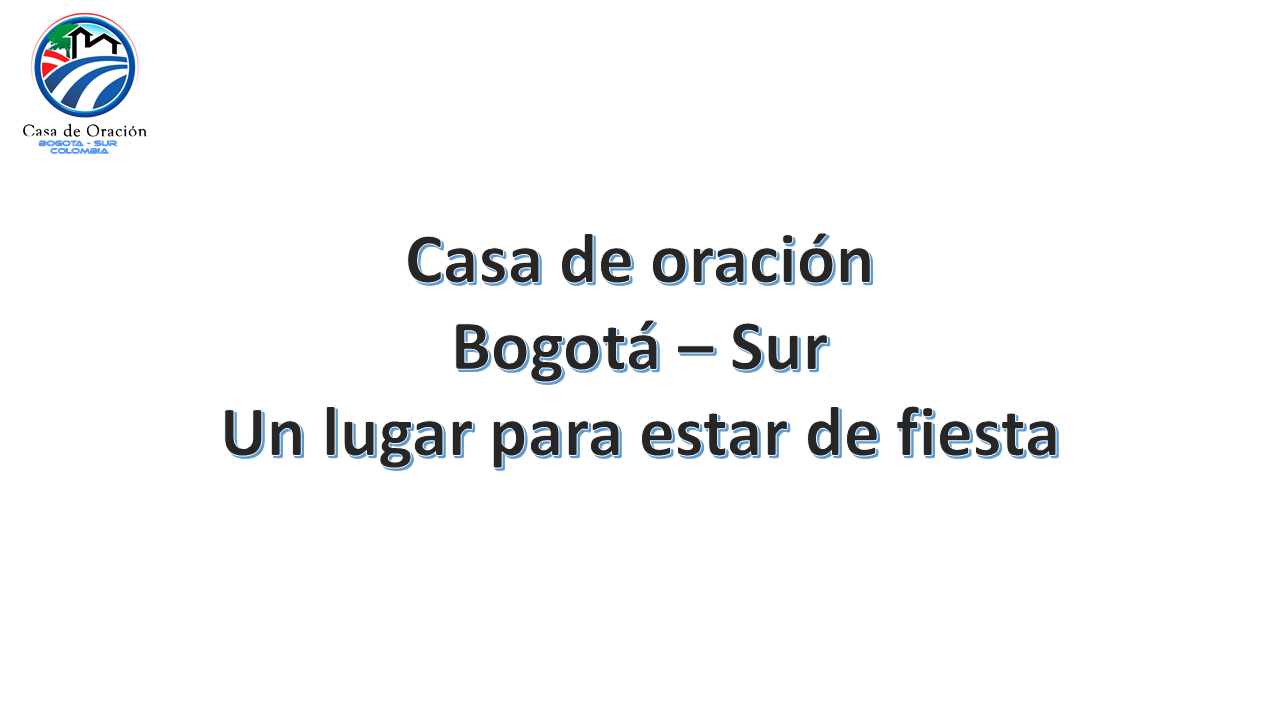 Casa de Oración
BOGOTA - SUR
COLOMBIA
Casa de oración
Bogotá – Sur
Un lugar para estar de fiesta